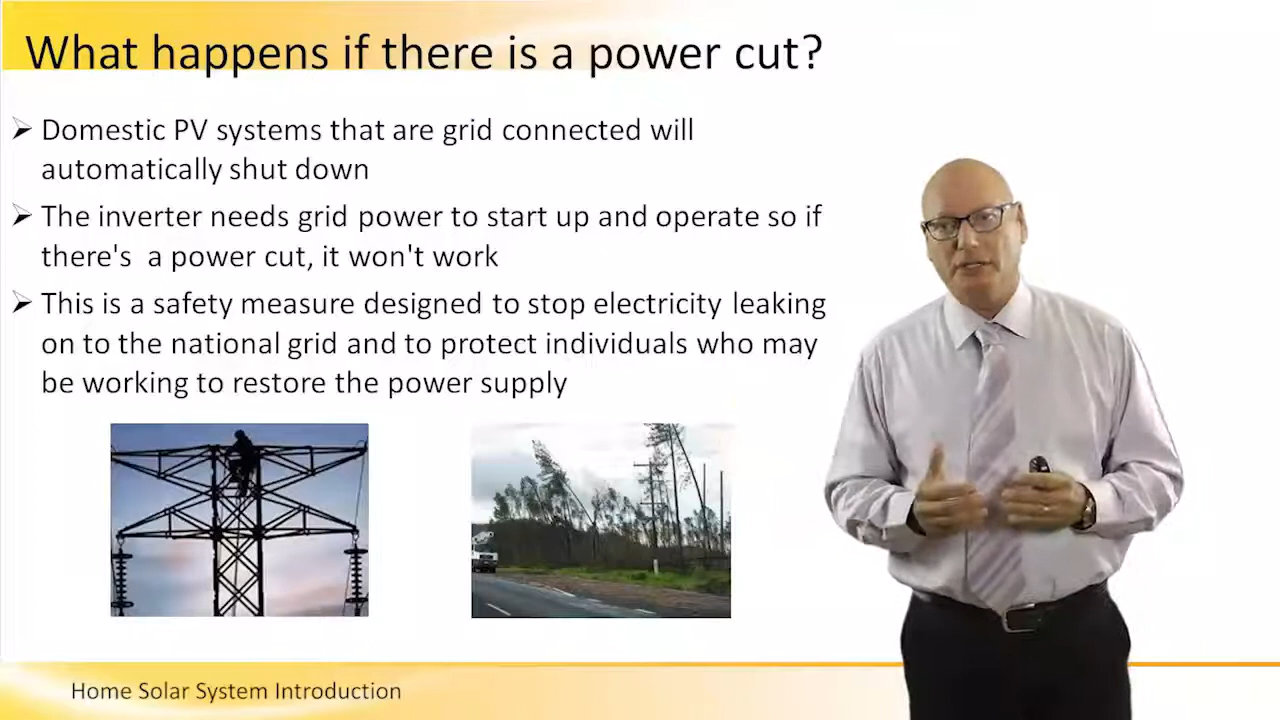 What happens if there is a power cut?
➢ Domestic PV systems that are grid connected will
automatically shut down
➢ The inverter needs grid power to start up and operate so if
there's  a power cut, it won't work
➢ This is a safety measure designed to stop electricity leaking
on to the national grid and to protect individuals who may
be working to restore the power supply
Home Solar System Introduction